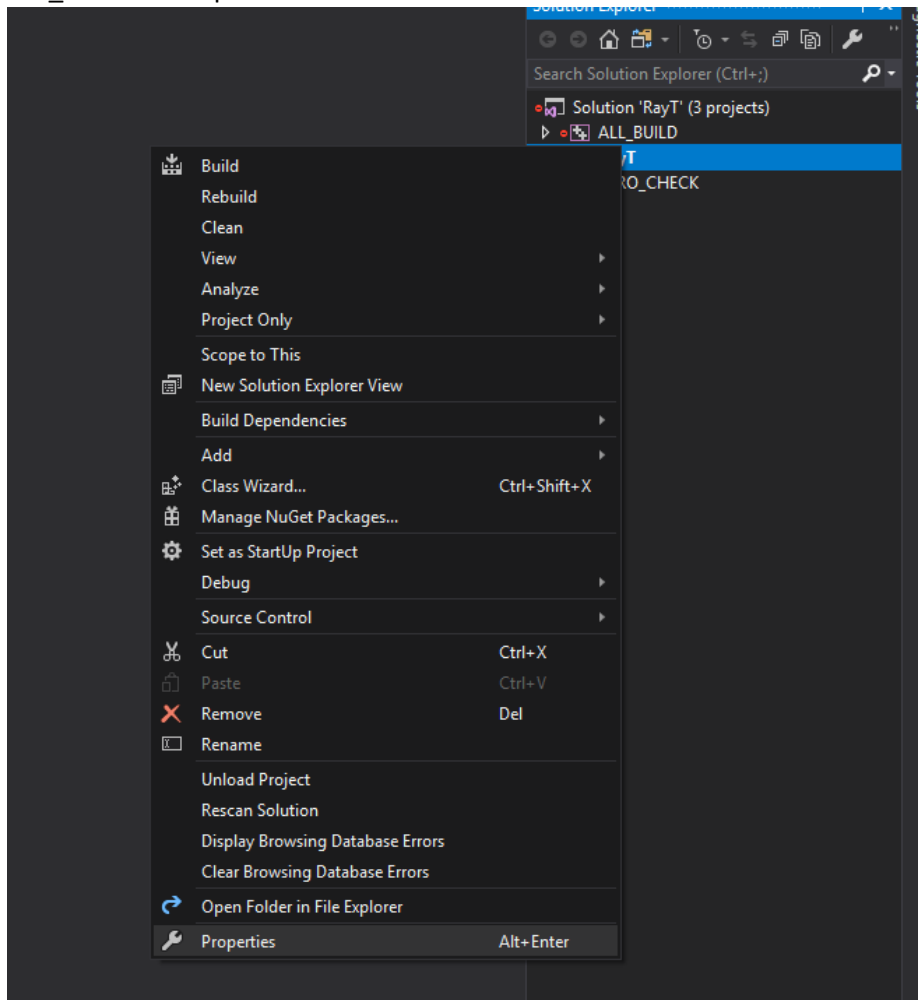 Solution Explorer
Search Solution Explorer (Ctrl+;)
Solution 'RayT' (3 projects)
ALL_BUILD
yT
RO_CHECK
Build
Rebuild
Clean
View
Analyze
Project Only
Scope to This
New Solution Explorer View
Build Dependencies
Add
Class Wizard... Ctrl+Shift+X
Manage NuGet Packages...
Set as StartUp Project
Debug
Source Control
Cut Ctrl+X
Paste Ctrl+V
Remove Del
Rename
Unload Project
Rescan Solution
Display Browsing Database Errors
Clear Browsing Database Errors
Open Folder in File Explorer
Properties Alt+Enter